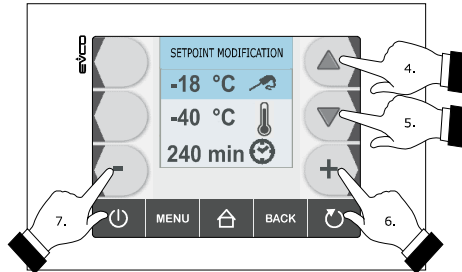 evco
SETPOINT MODIFICATION
-18 °C
-40 °C
240 min
- +
MENU BACK
4.
5.
6.
7.